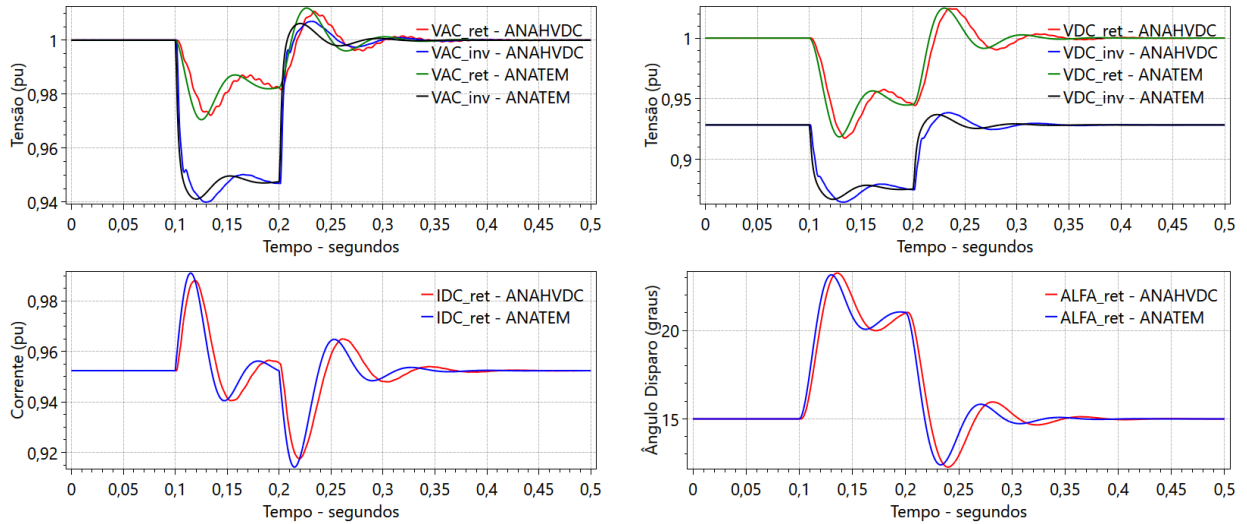 1
0,98
0,96
0,94
Tensão (pu)
VAC_ret - ANAHVDC
VAC_inv - ANAHVDC
VAC_ret - ANATEM
VAC_inv - ANATEM
0 0,05 0,1 0,15 0,2 0,25 0,3 0,35 0,4 0,45 0,5
Tempo - segundos
1
0,95
0,9
Tensão (pu)
VDC_ret - ANAHVDC
VDC_inv - ANAHVDC
VDC_ret - ANATEM
VDC_inv - ANATEM
0 0,05 0,1 0,15 0,2 0,25 0,3 0,35 0,4 0,45 0,5
Tempo - segundos
0,98
0,96
0,94
0,92
Corrente (pu)
IDC_ret - ANAHVDC
IDC_ret - ANATEM
0 0,05 0,1 0,15 0,2 0,25 0,3 0,35 0,4 0,45 0,5
Tempo - segundos
20
15
Ângulo Disparo (graus)
ALFA_ret - ANAHVDC
ALFA_ret - ANATEM
0 0,05 0,1 0,15 0,2 0,25 0,3 0,35 0,4 0,45 0,5
Tempo - segundos